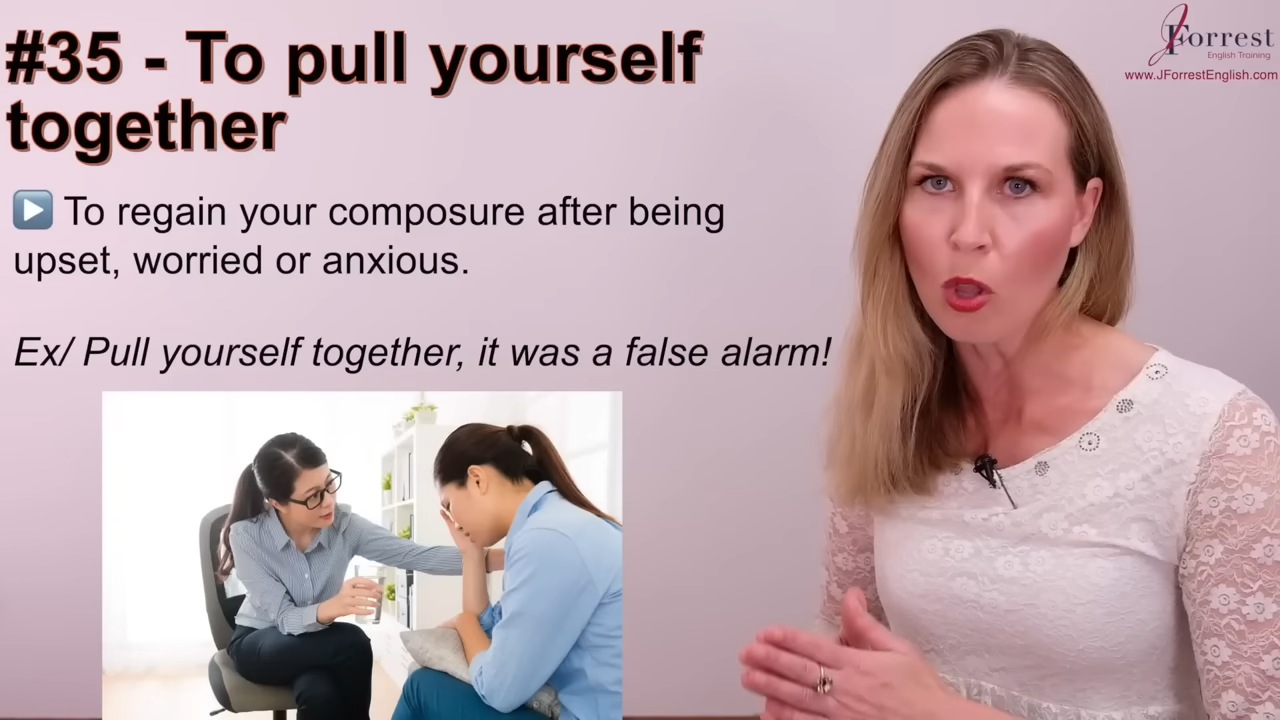 #35 - To pull yourself
together
To regain your composure after being
upset, worried or anxious.
Ex/ Pull yourself together, it was a false alarm!
JForrest
English Training
www.JForrestEnglish.com